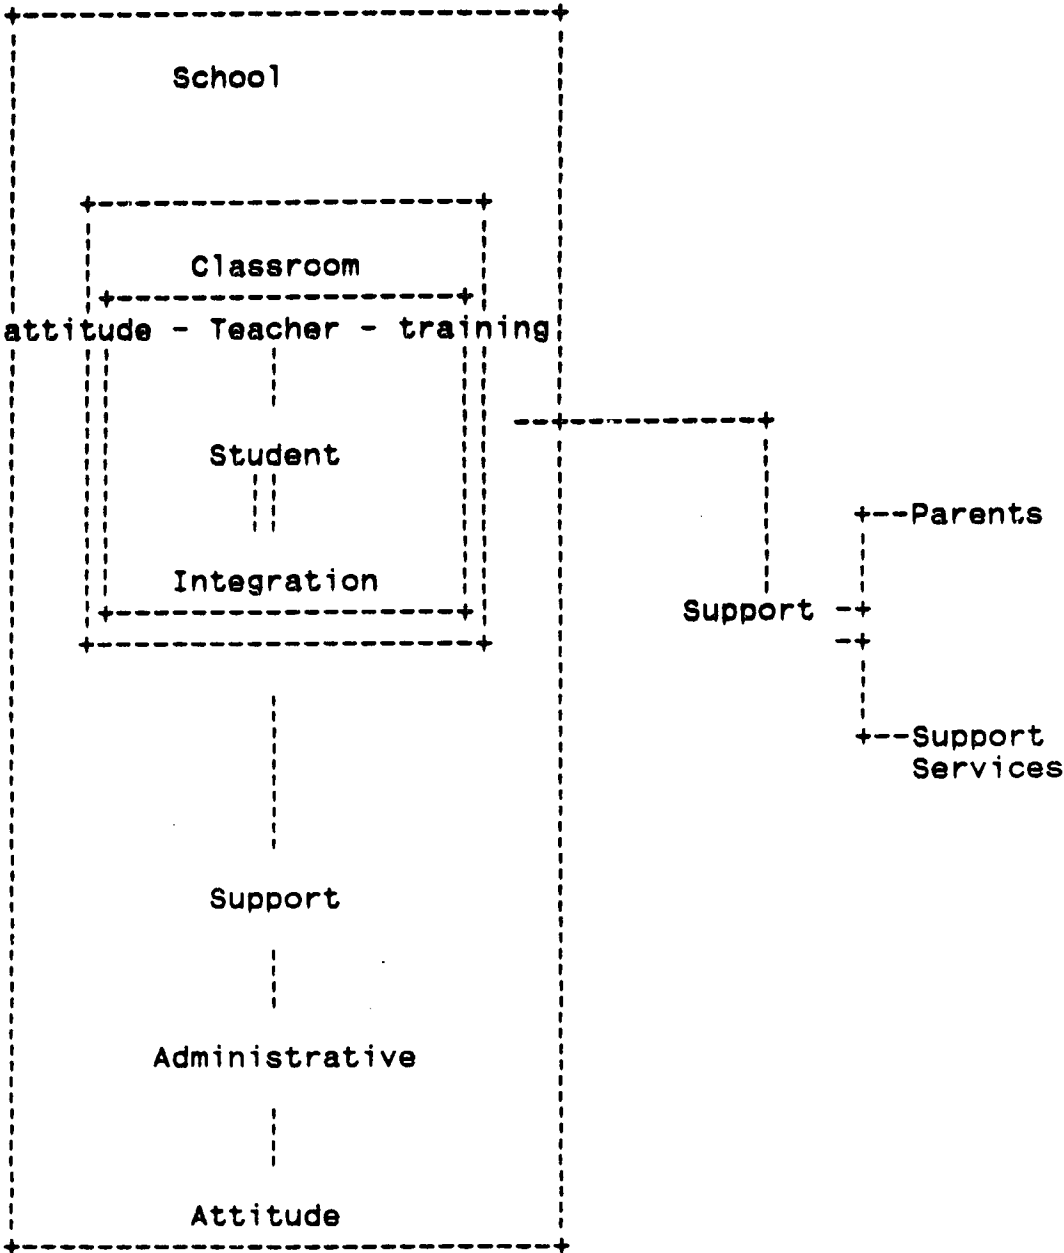 School
Classroom
attitude - Teacher - training
Student
Parents
Integration
Support
Support
Services
Support
Administrative
Attitude